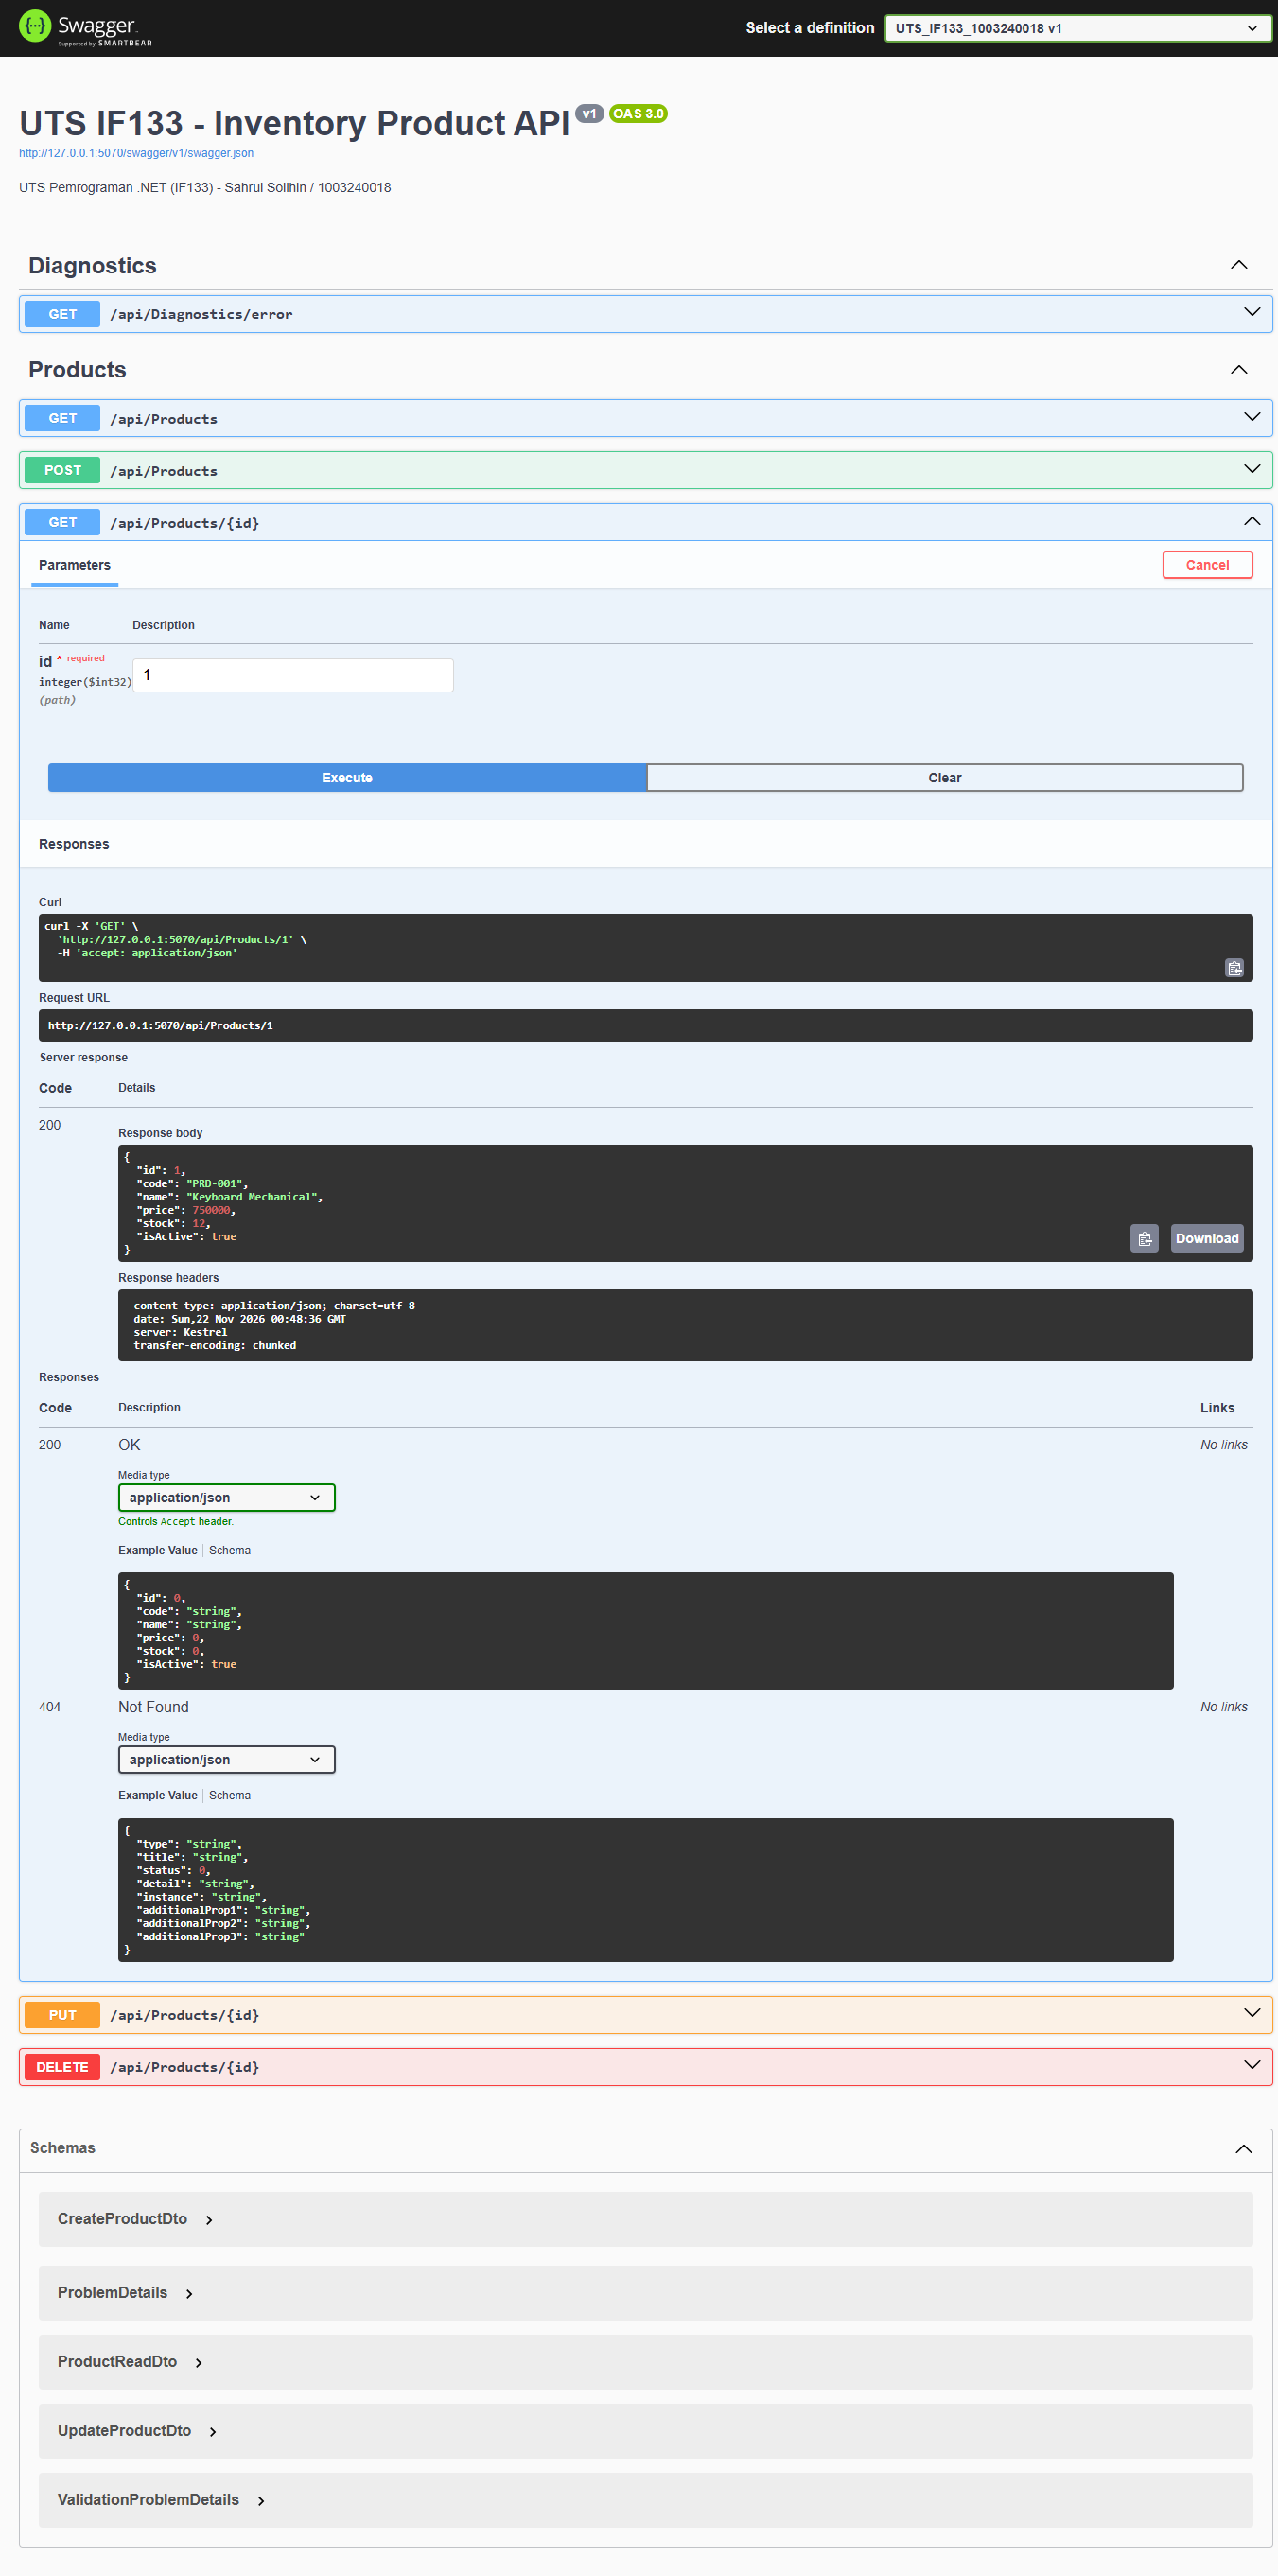 Swagger.
Supported by SMARTBEAR
Select a definition
UTS_IF133_1003240018 v1
UTS IF133 - Inventory Product API v1 OAS 3.0
http://127.0.0.1:5070/swagger/v1/swagger.json
UTS Pemrograman .NET (IF133) - Sahrul Solihin / 1003240018
Diagnostics
GET /api/Diagnostics/error
Products
GET /api/Products
POST /api/Products
GET /api/Products/{id}
Parameters
Cancel
Name Description
id * required
integer($int32)
(path)
1
Execute
Clear
Responses
Curl
curl -X 'GET' \
  'http://127.0.0.1:5070/api/Products/1' \
  -H 'accept: application/json'
Request URL
http://127.0.0.1:5070/api/Products/1
Server response
Code Details
200
Response body
{
  "id": 1,
  "code": "PRD-001",
  "name": "Keyboard Mechanical",
  "price": 750000,
  "stock": 12,
  "isActive": true
}
Download
Response headers
content-type: application/json; charset=utf-8
date: Sun,22 Nov 2026 00:48:36 GMT
server: Kestrel
transfer-encoding: chunked
Responses
Code Description Links
200 OK No links
Media type
application/json
Controls Accept header.
Example Value Schema
{
  "id": 0,
  "code": "string",
  "name": "string",
  "price": 0,
  "stock": 0,
  "isActive": true
}
404 Not Found No links
Media type
application/json
Example Value Schema
{
  "type": "string",
  "title": "string",
  "status": 0,
  "detail": "string",
  "instance": "string",
  "additionalProp1": "string",
  "additionalProp2": "string",
  "additionalProp3": "string"
}
PUT /api/Products/{id}
DELETE /api/Products/{id}
Schemas
CreateProductDto
ProblemDetails
ProductReadDto
UpdateProductDto
ValidationProblemDetails